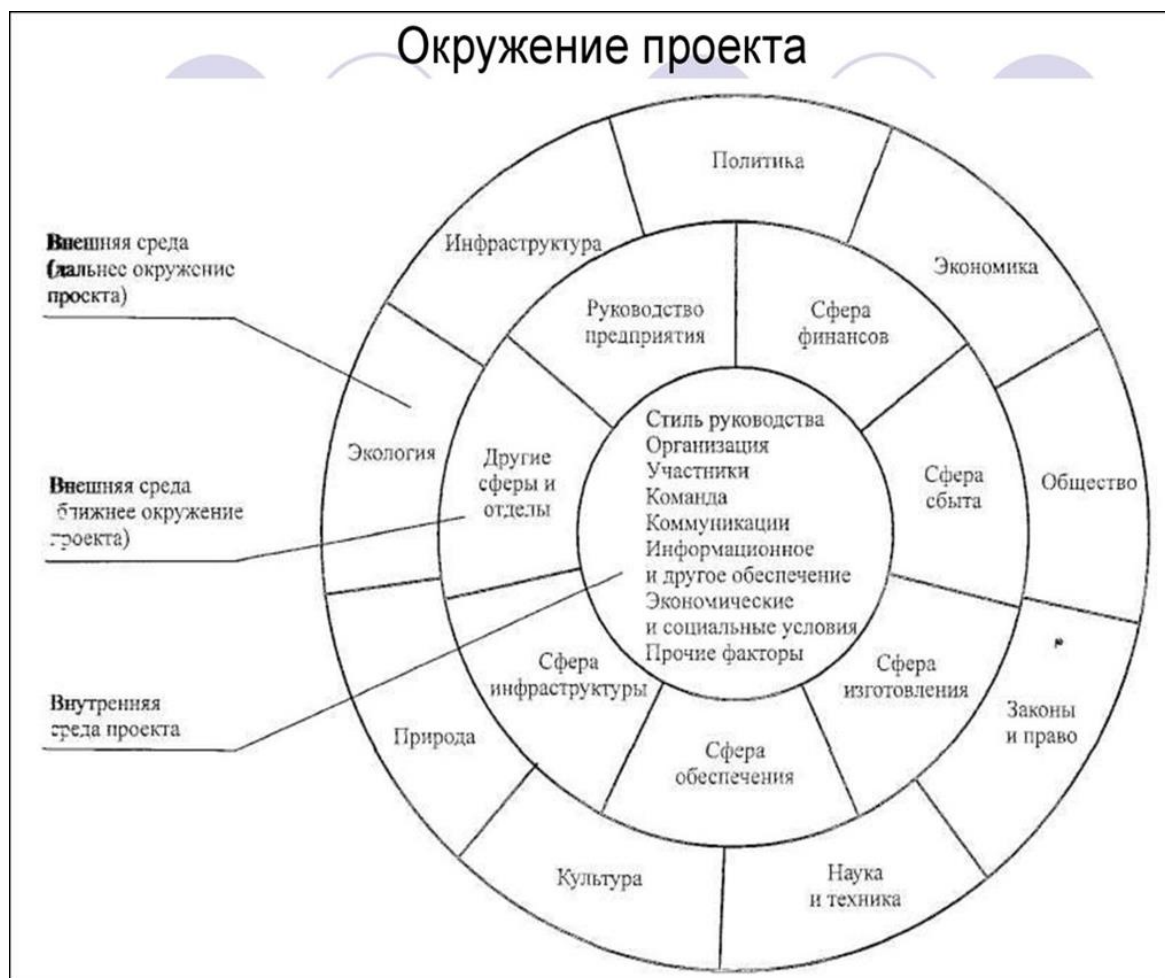 Окружение проекта
Политика
Экономика
Общество
Законы
и право
Наука
и техника
Культура
Природа
Экология
Инфраструктура
Руководство
предприятия
Сфера
финансов
Сфера
сбыта
Сфера
изготовления
Сфера
обеспечения
Сфера
инфраструктуры
Другие
сферы и
отделы
Стиль руководства
Организация
Участники
Команда
Коммуникации
Информационное
и другое обеспечение
Экономические
и социальные условия
Прочие факторы
Внешняя среда
(дальнее окружение
проекта)
Внешняя среда
ближнее окружение
проекта)
Внутренняя
среда проекта